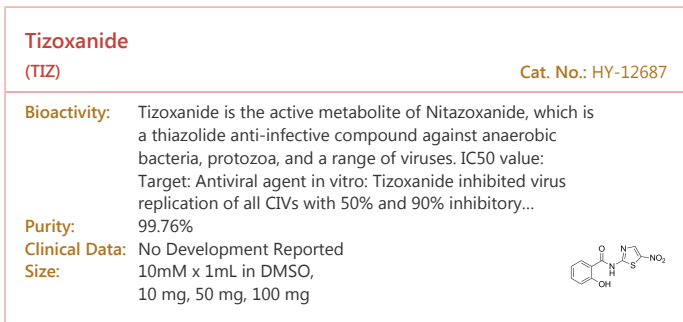 Tizoxanide
(TIZ) Cat. No.: HY-12687
Bioactivity: Tizoxanide is the active metabolite of Nitazoxanide, which is
a thiazolide anti-infective compound against anaerobic
bacteria, protozoa, and a range of viruses. IC50 value:
Target: Antiviral agent in vitro: Tizoxanide inhibited virus
replication of all CIVs with 50% and 90% inhibitory...
Purity: 99.76%
Clinical Data: No Development Reported
Size: 10mM x 1mL in DMSO,
10 mg, 50 mg, 100 mg
O
N
N
H
S
NO₂
OH